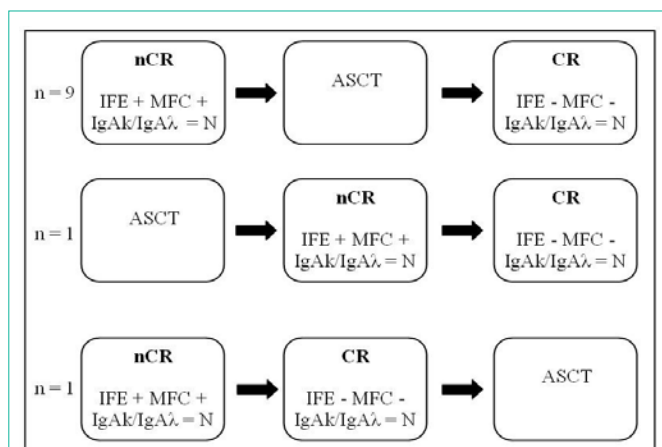 nCR
IFE + MFC +
IgAk/IgAλ = N
n = 9
ASCT
CR
IFE - MFC -
IgAk/IgAλ = N
n = 1
ASCT
nCR
IFE + MFC +
IgAk/IgAλ = N
CR
IFE - MFC -
IgAk/IgAλ = N
n = 1
nCR
IFE + MFC +
IgAk/IgAλ = N
CR
IFE - MFC -
IgAk/IgAλ = N
ASCT